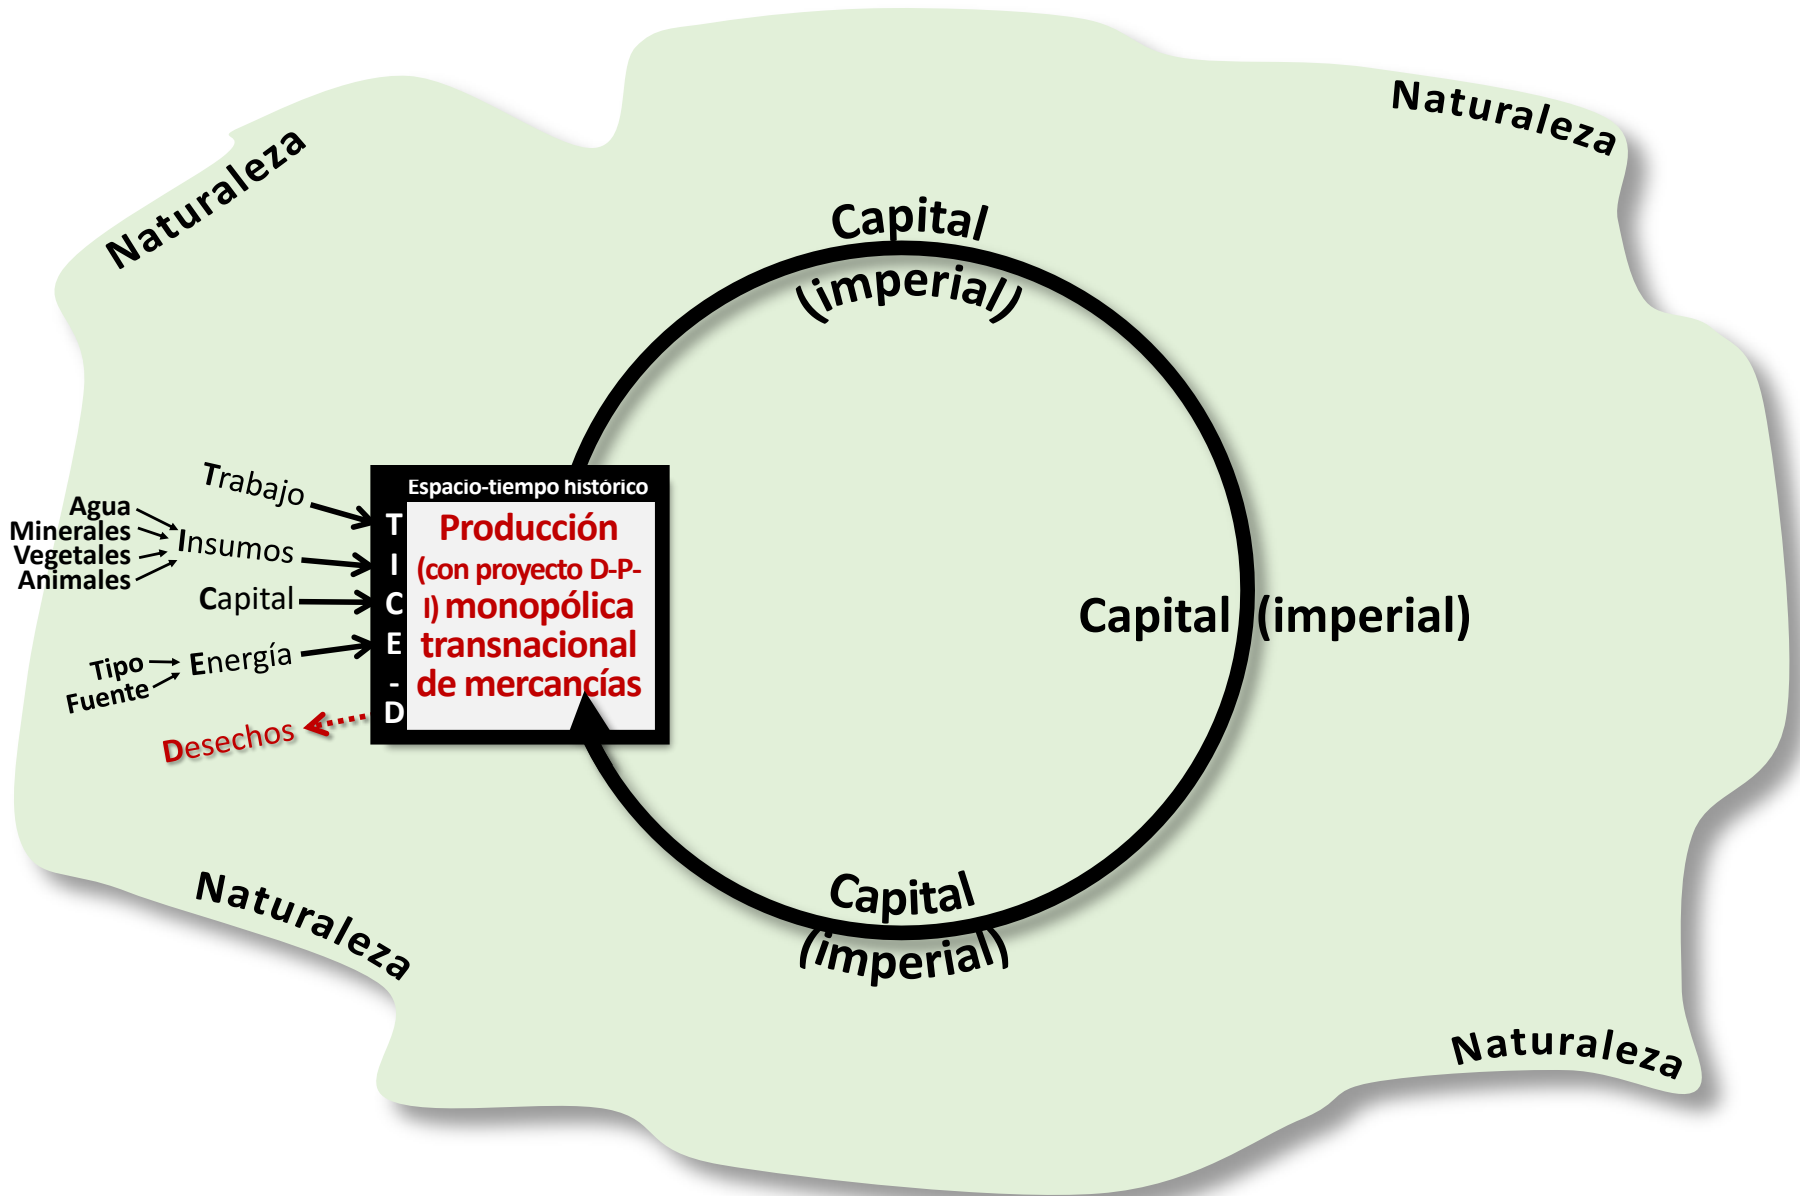 Naturaleza
Naturaleza
Capital
(imperial)
Capital (imperial)
Capital
(imperial)
Trabajo
Agua
Minerales
Vegetales
Animales
Insumos
Capital
Tipo
Fuente
Energía
Desechos
T
I
C
E
-
D
Espacio-tiempo histórico
Producción
(con proyecto D-P-
I) monopólica
transnacional
de mercancías
Naturaleza
Naturaleza